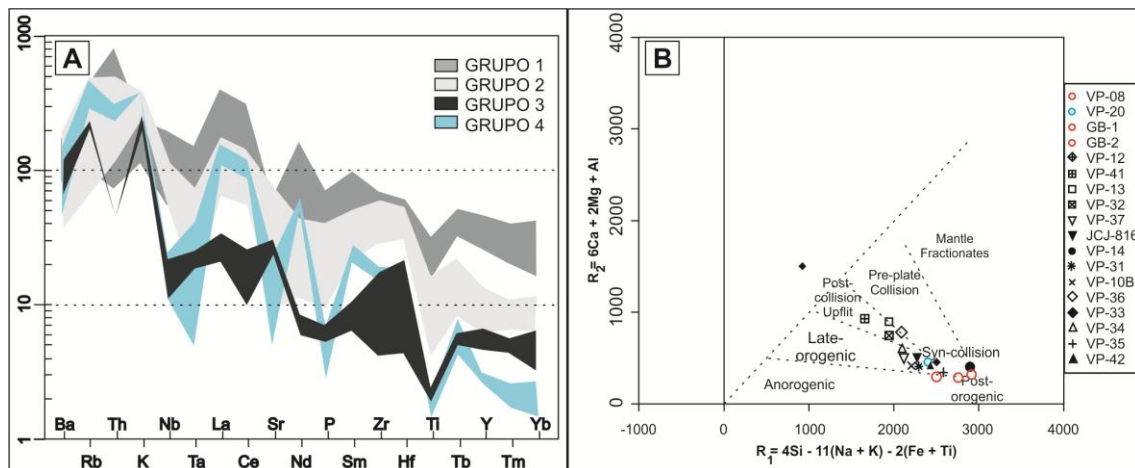 A
GRUPO 1
GRUPO 2
GRUPO 3
GRUPO 4
1000
100
10
1
Ba Th Nb La Sr P Zr Ti Y Yb
Rb K Ta Ce Nd Sm Hf Tb Tm
B
4000
3000
2000
1000
0
R2= 6Ca + 2Mg + Al
Mantle
Fractionates
Pre-plate
Collision
Post-
collision
Upflit
Late-
orogenic
Syn-collision
Anorogenic
Post-
orogenic
-1000 0 1000 2000 3000 4000
R1= 4Si - 11(Na + K) - 2(Fe + Ti)
VP-08
VP-20
GB-1
GB-2
VP-12
VP-41
VP-13
VP-32
VP-37
JCJ-816
VP-14
VP-31
VP-10B
VP-36
VP-33
VP-34
VP-35
VP-42